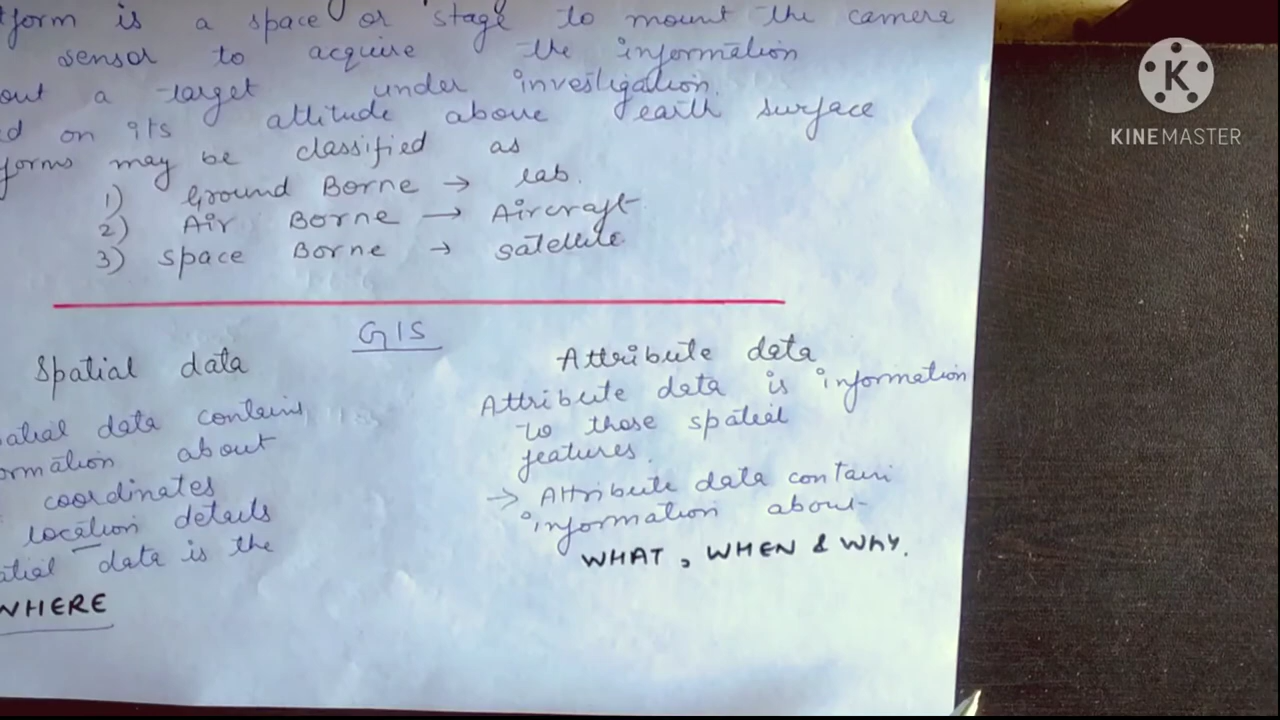 tform is a space or stage to mount the camera
sensor to acquire the information
out a target under investigation.
ed on its altitude above earth surface
forms may be classified as
1) Ground Borne → lab.
2) Air Borne → Aircraft
3) Space Borne → satellite
GIS
Spatial data
atial data contains
ormation about
coordinates
location details
atial data is the
WHERE
Attribute data
Attribute data is information
to those spatial
features.
→ Attribute data contain
information about
WHAT, WHEN & WHY.
K
KINEMASTER